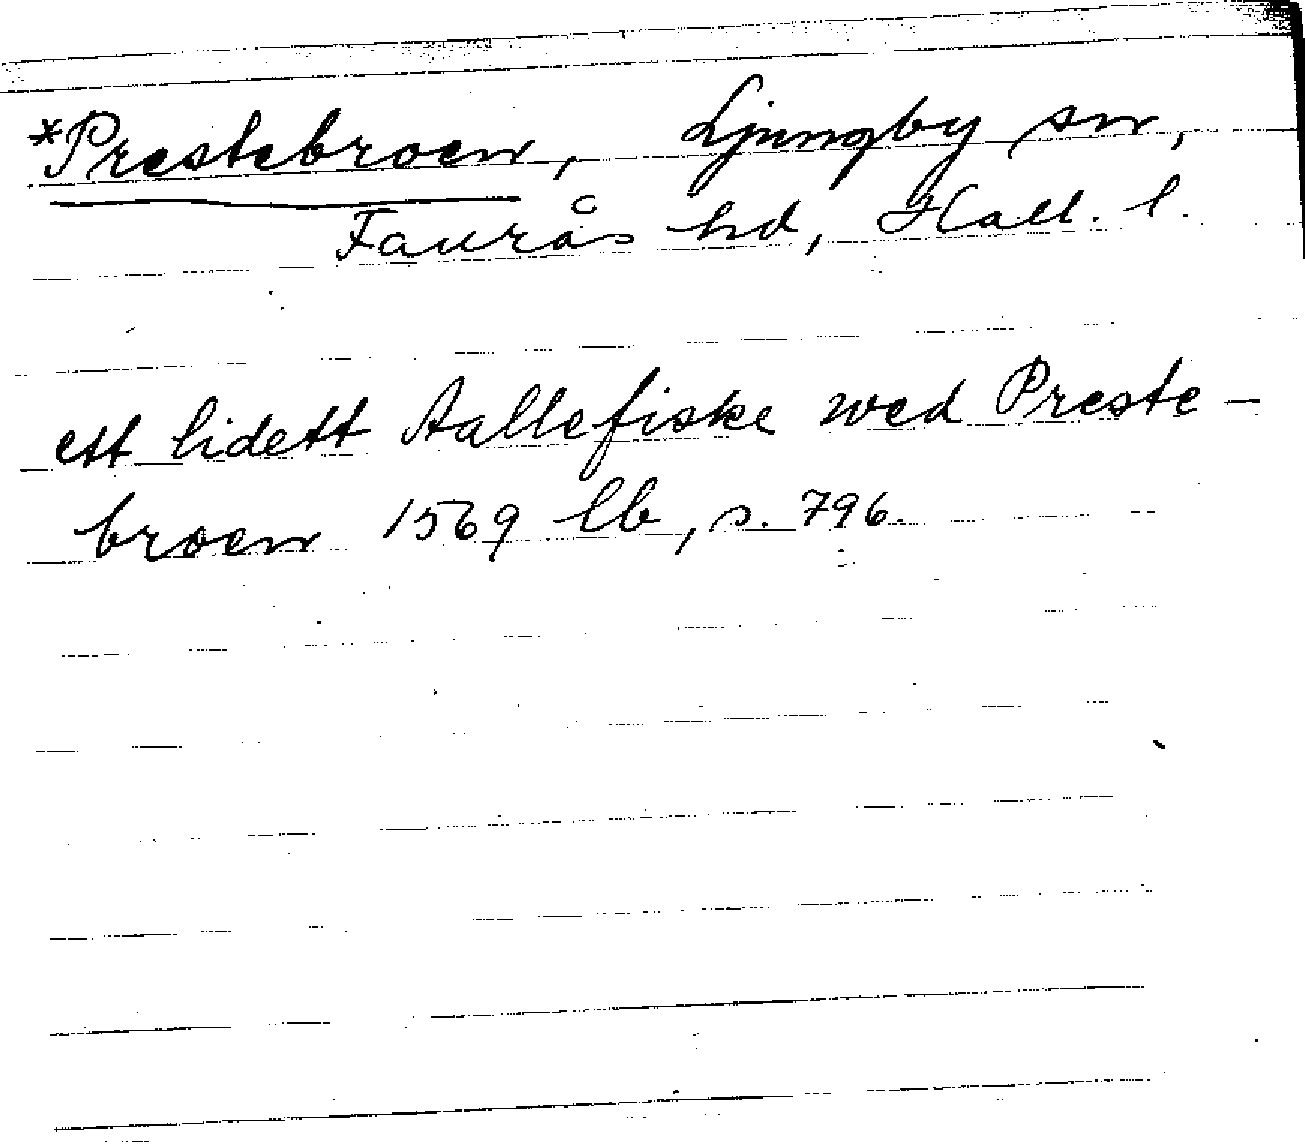 *Prestebroen, Ljungby sn,
Faurås hd, Hall. l.
ett lidett Aallefiske wed Preste-
broen 1569 lb, s. 796.